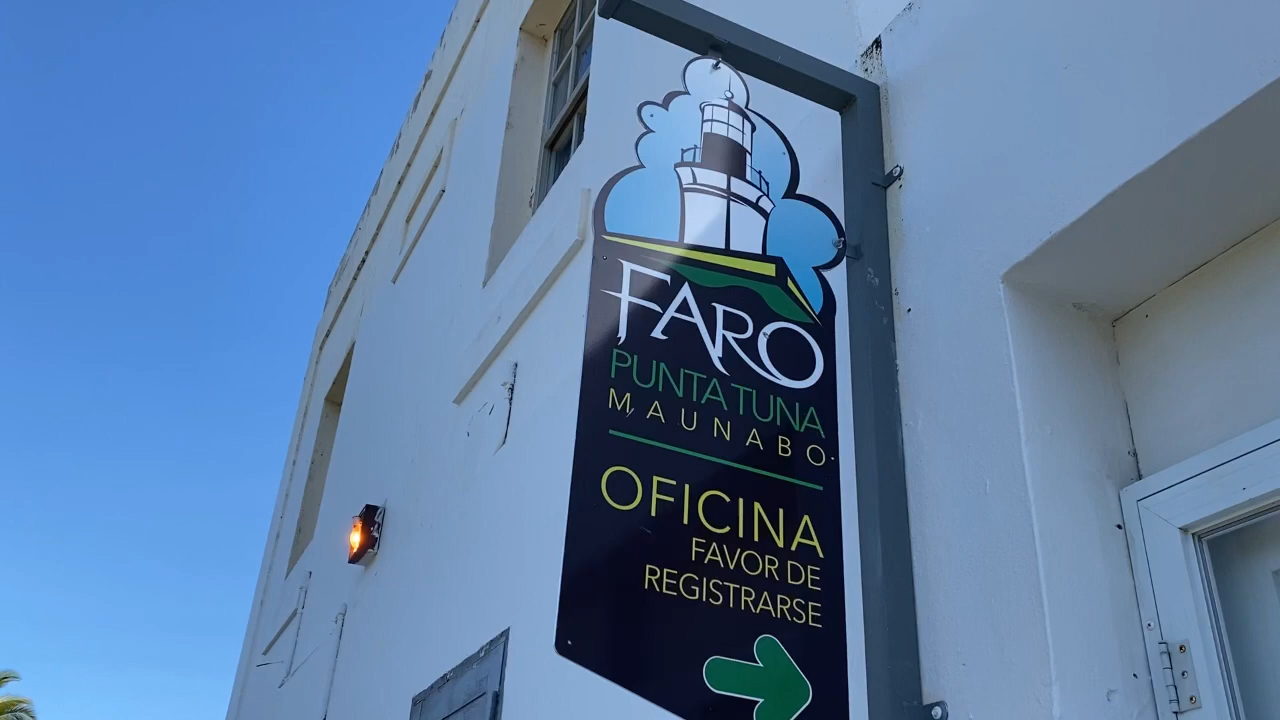 FARO
PUNTA TUNA
MAUNABO
OFICINA
FAVOR DE
REGISTRARSE